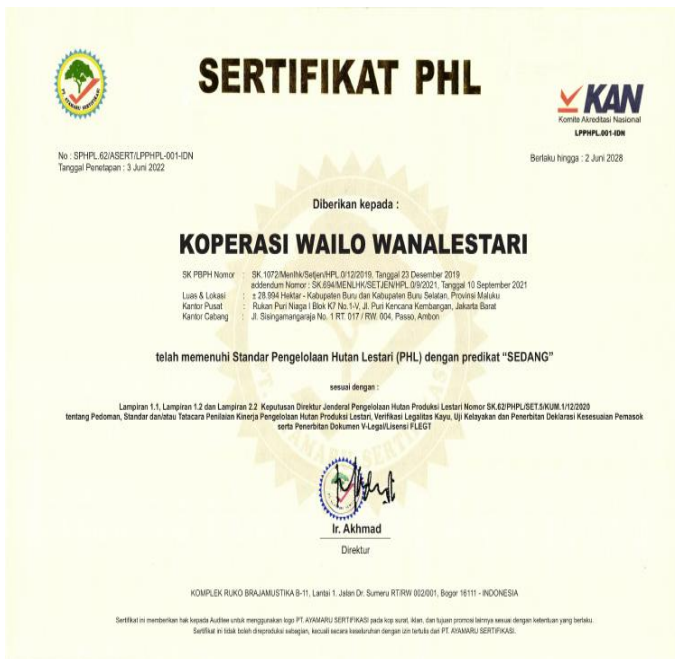 SERTIFIKAT PHL
PT. AYAMARU SERTIFIKASI
KAN
Komite Akreditasi Nasional
LPPHPL-001-IDN
No : SPHPL.62/ASERT/LPPHPL-001-IDN
Tanggal Penetapan : 3 Juni 2022
Berlaku hingga : 2 Juni 2028
Diberikan kepada :
KOPERASI WAILO WANALESTARI
SK PBPH Nomor : SK.1072/Menlhk/Setjen/HPL.0/12/2019, Tanggal 23 Desember 2019
addendum Nomor : SK.694/MENLHK/SETJEN/HPL.0/9/2021, Tanggal 10 September 2021
Luas & Lokasi : ± 28.994 Hektar - Kabupaten Buru dan Kabupaten Buru Selatan, Provinsi Maluku
Kantor Pusat : Rukan Puri Niaga I Blok K7 No.1-V, Jl. Puri Kencana Kembangan, Jakarta Barat
Kantor Cabang : Jl. Sisingamangaraja No. 1 RT. 017 / RW. 004, Passo, Ambon
telah memenuhi Standar Pengelolaan Hutan Lestari (PHL) dengan predikat “SEDANG”
sesuai dengan :
Lampiran 1.1, Lampiran 1.2 dan Lampiran 2.2 Keputusan Direktur Jenderal Pengelolaan Hutan Produksi Lestari Nomor SK.62/PHPL/SET.5/KUM.1/12/2020
tentang Pedoman, Standar dan/atau Tatacara Penilaian Kinerja Pengelolaan Hutan Produksi Lestari, Verifikasi Legalitas Kayu, Uji Kelayakan dan Penerbitan Deklarasi Kesesuaian Pemasok
serta Penerbitan Dokumen V-Legal/Lisensi FLEGT
Ir. Akhmad
Direktur
KOMPLEK RUKO BRAJAMUSTIKA B-11, Lantai 1. Jalan Dr. Sumeru RT/RW 002/001, Bogor 16111 - INDONESIA
Sertifikat ini memberikan hak kepada Auditee untuk menggunakan logo PT. AYAMARU SERTIFIKASI pada kop surat, iklan, dan tujuan promosi lainnya sesuai dengan ketentuan yang berlaku.
Sertifikat ini tidak boleh direproduksi sebagian, kecuali secara keseluruhan dengan izin tertulis dari PT. AYAMARU SERTIFIKASI.